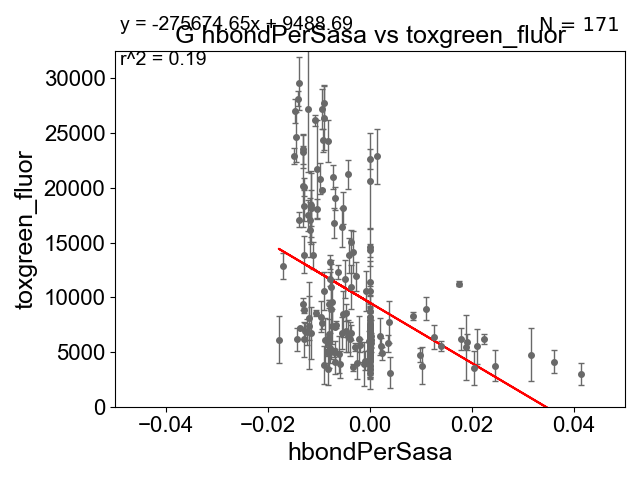 y = -275674.65x + 9488.69
N = 171
G hbondPerSasa vs toxgreen_fluor
r^2 = 0.19
30000
25000
20000
15000
10000
5000
0
toxgreen_fluor
−0.04 −0.02 0.00 0.02 0.04
hbondPerSasa